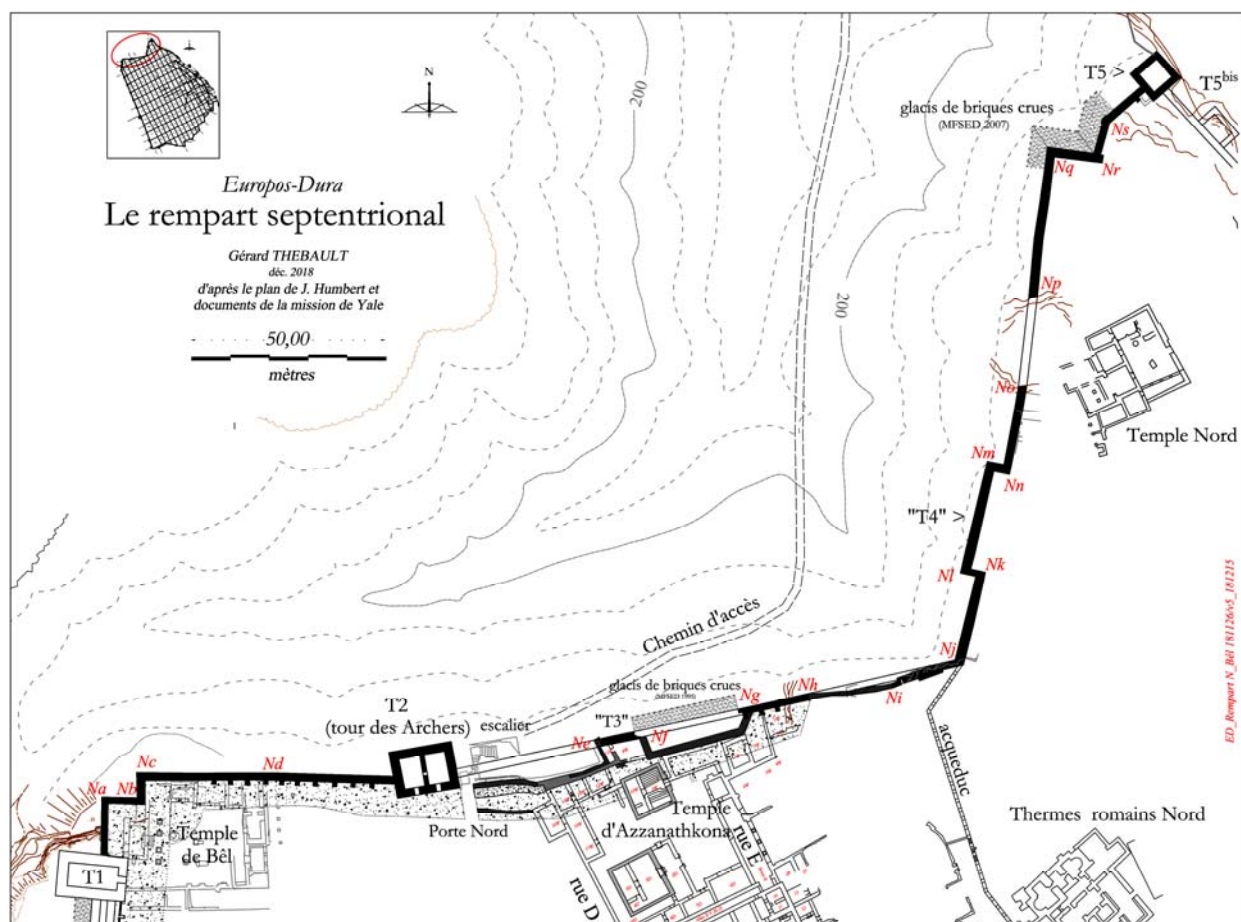 N
Europos-Dura
Le rempart septentrional
Gérard THEBAULT
déc. 2018
d'après le plan de J. Humbert et
documents de la mission de Yale
50,00
mètres
200
200
Chemin d'accès
T5 >
T5bis
glacis de briques crues
(MFSED 2007)
Ns
Nq
Nr
Np
No
Temple Nord
Nm
Nn
"T4" >
Nl
Nk
Nj
Ni
Nh
glacis de briques crues
Ng
"T3"
Ne
Nf
T2
(tour des Archers)
escalier
Nc
Nd
Na
Nb
Porte Nord
Temple
de Bêl
T1
Temple
d'Azzanathkona
rue D
rue E
acqueduc
Thermes romains Nord
ED_Rempart N_Bêl 181126/v5_181215